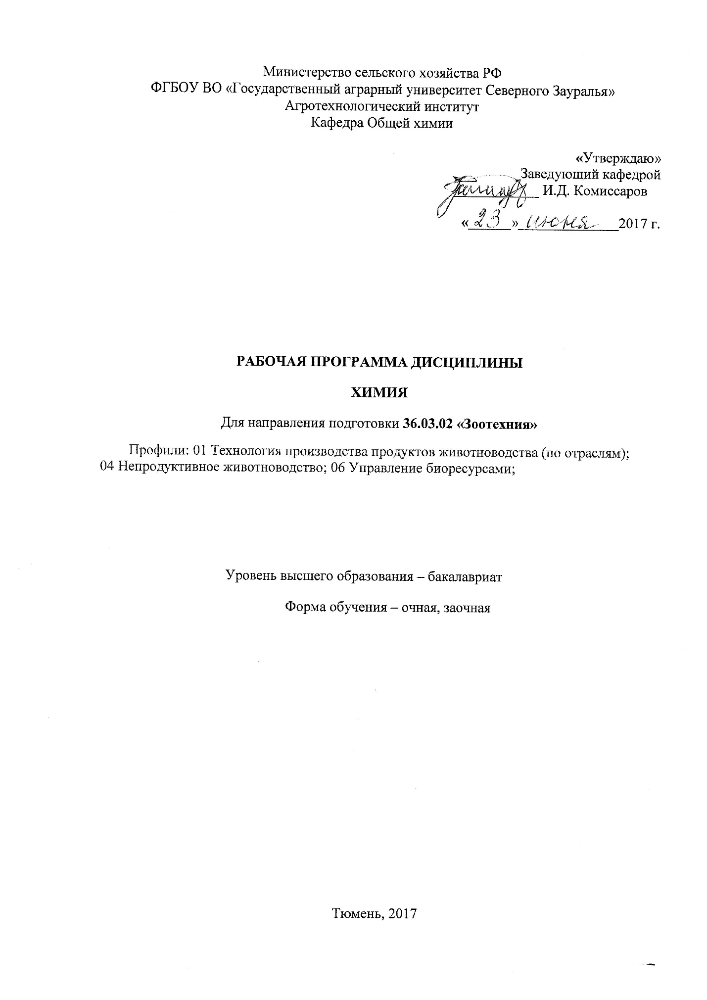 Министерство сельского хозяйства РФ
ФГБОУ ВО «Государственный аграрный университет Северного Зауралья»
Агротехнологический институт
Кафедра Общей химии
«Утверждаю»
Заведующий кафедрой
И.Д. Комиссаров
«23» июня 2017 г.
РАБОЧАЯ ПРОГРАММА ДИСЦИПЛИНЫ
ХИМИЯ
Для направления подготовки 36.03.02 «Зоотехния»
Профили: 01 Технология производства продуктов животноводства (по отраслям);
04 Непродуктивное животноводство; 06 Управление биоресурсами;
Уровень высшего образования – бакалавриат
Форма обучения – очная, заочная
Тюмень, 2017